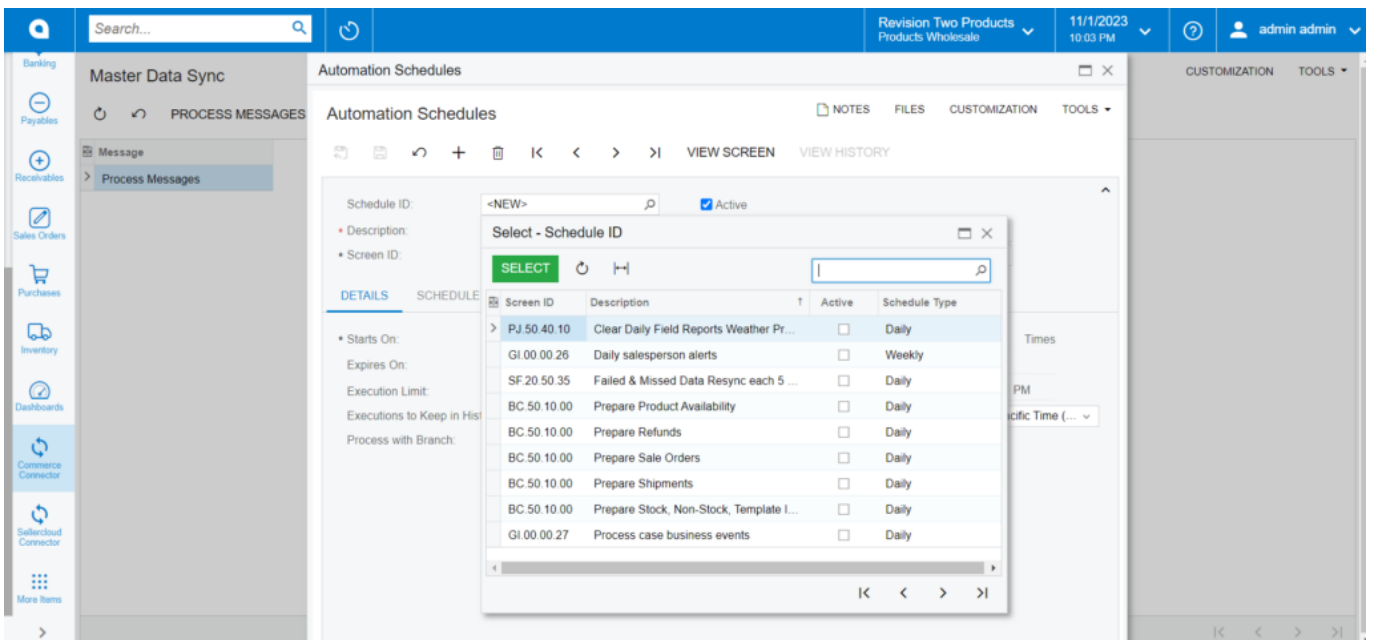 Search...
Revision Two Products
Products Wholesale
11/1/2023
10:03 PM
admin admin
Banking
Payables
Receivables
Sales Orders
Purchases
Inventory
Dashboards
Commerce
Connector
Sellercloud
Connector
More Items
Master Data Sync
PROCESS MESSAGES
Message
Process Messages
CUSTOMIZATION TOOLS
Automation Schedules
Automation Schedules
NOTES FILES CUSTOMIZATION TOOLS
VIEW SCREEN VIEW HISTORY
Schedule ID: <NEW> Active
* Description:
* Screen ID:
DETAILS SCHEDULE
* Starts On:
Expires On:
Execution Limit:
Executions to Keep in Hist
Process with Branch:
Times
PM
cific Time (...
Select - Schedule ID
SELECT
Screen ID Description Active Schedule Type
PJ.50.40.10 Clear Daily Field Reports Weather Pr... Daily
GI.00.00.26 Daily salesperson alerts Weekly
SF.20.50.35 Failed & Missed Data Resync each 5 ... Daily
BC.50.10.00 Prepare Product Availability Daily
BC.50.10.00 Prepare Refunds Daily
BC.50.10.00 Prepare Sale Orders Daily
BC.50.10.00 Prepare Shipments Daily
BC.50.10.00 Prepare Stock, Non-Stock, Template I... Daily
GI.00.00.27 Process case business events Daily